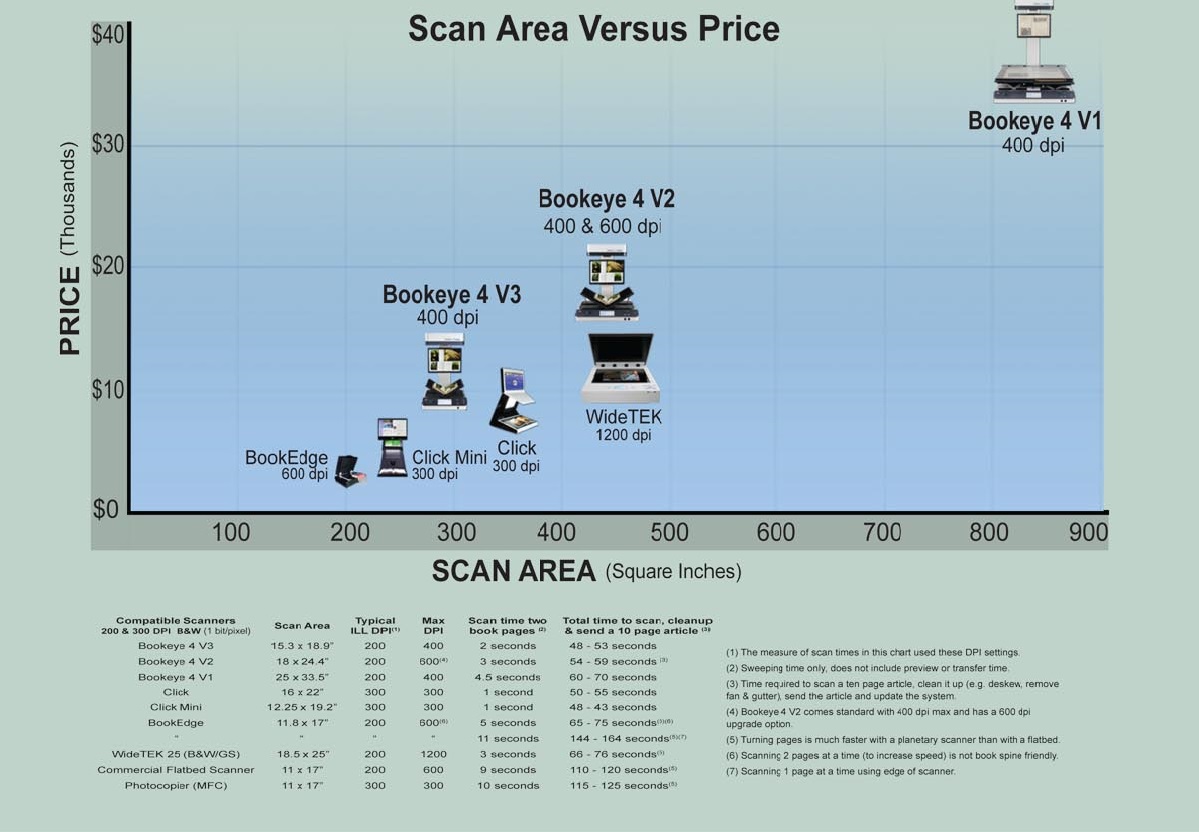 Scan Area Versus Price
$40
Bookeye 4 V1
400 dpi
$30
PRICE (Thousands)
Bookeye 4 V2
400 & 600 dpi
$20
Bookeye 4 V3
400 dpi
$10
WideTEK
1200 dpi
Click
300 dpi
BookEdge
600 dpi
Click Mini
300 dpi
$0
100 200 300 400 500 600 700 800 900
SCAN AREA (Square Inches)
Compatible Scanners Scan Area Typical Max Scan time two Total time to scan, cleanup
200 & 300 DPI B&W (1 bit/pixel) ILL DPI(1) DPI book pages (2) & send a 10 page article (3)
Bookeye 4 V3 15.3 x 18.9" 200 400 2 seconds 48 - 53 seconds
Bookeye 4 V2 18 x 24.4" 200 600(4) 3 seconds 54 - 59 seconds (3)
Bookeye 4 V1 25 x 33.5" 200 400 4.5 seconds 60 - 70 seconds
Click 16 x 22" 300 300 1 second 50 - 55 seconds
Click Mini 12.25 x 19.2" 300 300 1 second 48 - 43 seconds
BookEdge 11.8 x 17" 200 600(6) 5 seconds 65 - 75 seconds
" " " " 11 seconds 144 - 164 seconds
WideTEK 25 (B&W/GS) 18.5 x 25" 200 1200 3 seconds 66 - 76 seconds
Commercial Flatbed Scanner 11 x 17" 200 600 9 seconds 110 - 120 seconds(5)
Photocopier (MFC) 11 x 17" 300 300 10 seconds 115 - 125 seconds(5)
(1) The measure of scan times in this chart used these DPI settings.
(2) Sweeping time only, does not include preview or transfer time.
(3) Time required to scan a ten page article, clean it up (e.g. deskew, remove
fan & gutter), send the article and update the system.
(4) Bookeye 4 V2 comes standard with 400 dpi max and has a 600 dpi
upgrade option.
(5) Turning pages is much faster with a planetary scanner than with a flatbed.
(6) Scanning 2 pages at a time (to increase speed) is not book spine friendly.
(7) Scanning 1 page at a time using edge of scanner.